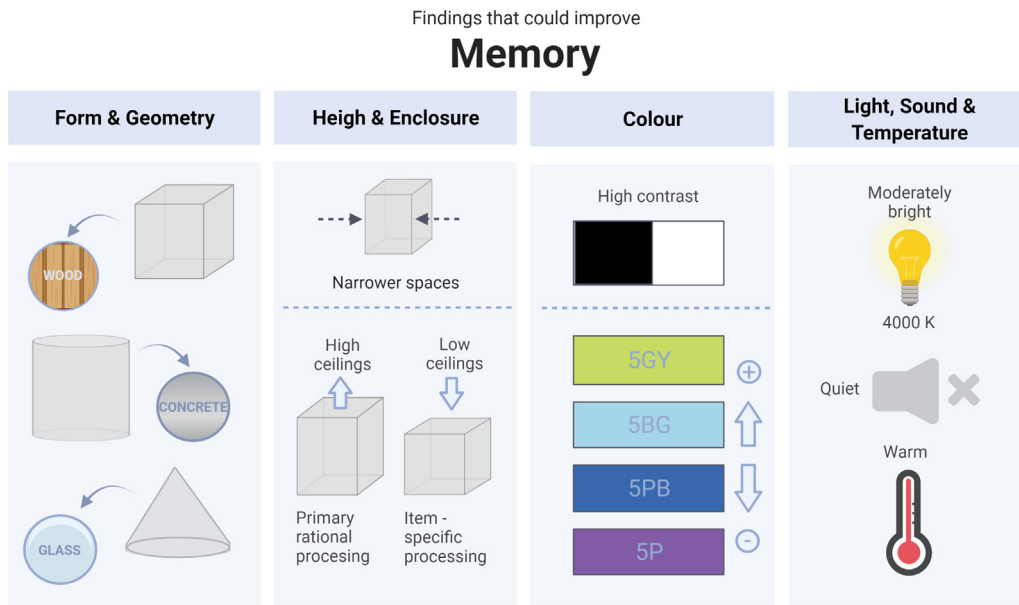 Findings that could improve
Memory
Form & Geometry
WOOD
CONCRETE
GLASS
Heigh & Enclosure
Narrower spaces
High
ceilings
Low
ceilings
Primary
rational
procesing
Item -
specific
processing
Colour
High contrast
5GY
5BG
5PB
5P
+
-
Light, Sound &
Temperature
Moderately
bright
4000 K
Quiet
Warm